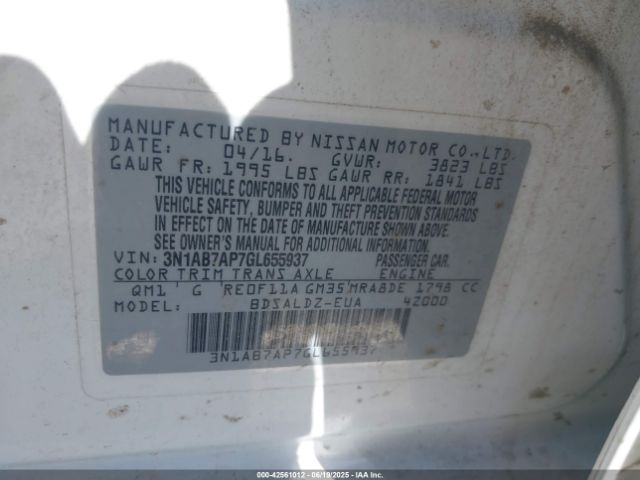 MANUFACTURED BY NISSAN MOTOR CO.,LTD.
DATE: 04/16. GVWR: 3823 LBS
GAWR FR: 1995 LBS GAWR RR: 1841 LBS
THIS VEHICLE CONFORMS TO ALL APPLICABLE FEDERAL MOTOR
VEHICLE SAFETY, BUMPER AND THEFT PREVENTION STANDARDS
IN EFFECT ON THE DATE OF MANUFACTURE SHOWN ABOVE.
SEE OWNER'S MANUAL FOR ADDITIONAL INFORMATION.
VIN: 3N1AB7AP7GL655937 PASSENGER CAR.
COLOR TRIM TRANS AXLE ENGINE
QM1 ' G 'RE0F11A GM35'MRA8DE 1798 CC
MODEL: BDSALDZ-EUA 42000
3N1AB7AP7GL655937
000-42561012 - 06/19/2025 - © IAA Holdings, LLC